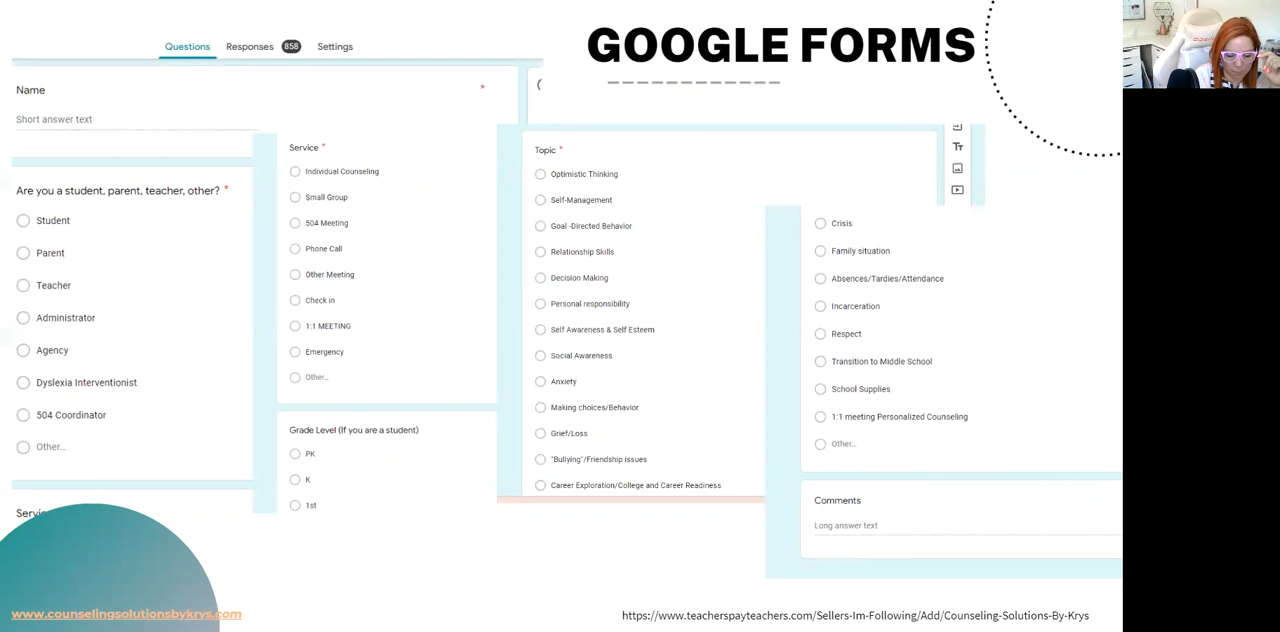 GOOGLE FORMS
Questions Responses 858 Settings
Name *
Short answer text
Are you a student, parent, teacher, other? *
Student
Parent
Teacher
Administrator
Agency
Dyslexia Interventionist
504 Coordinator
Other...
Service *
Individual Counseling
Small Group
504 Meeting
Phone Call
Other Meeting
Check in
1:1 MEETING
Emergency
Other...
Grade Level (If you are a student)
PK
K
1st
Topic *
Optimistic Thinking
Self-Management
Goal -Directed Behavior
Relationship Skills
Decision Making
Personal responsibility
Self Awareness & Self Esteem
Social Awareness
Anxiety
Making choices/Behavior
Grief/Loss
"Bullying"/Friendship issues
Career Exploration/College and Career Readiness
Tт
Crisis
Family situation
Absences/Tardies/Attendance
Incarceration
Respect
Transition to Middle School
School Supplies
1:1 meeting Personalized Counseling
Other...
Comments
Long answer text
www.counselingsolutionsbykrys.com
https://www.teacherspayteachers.com/Sellers-Im-Following/Add/Counseling-Solutions-By-Krys